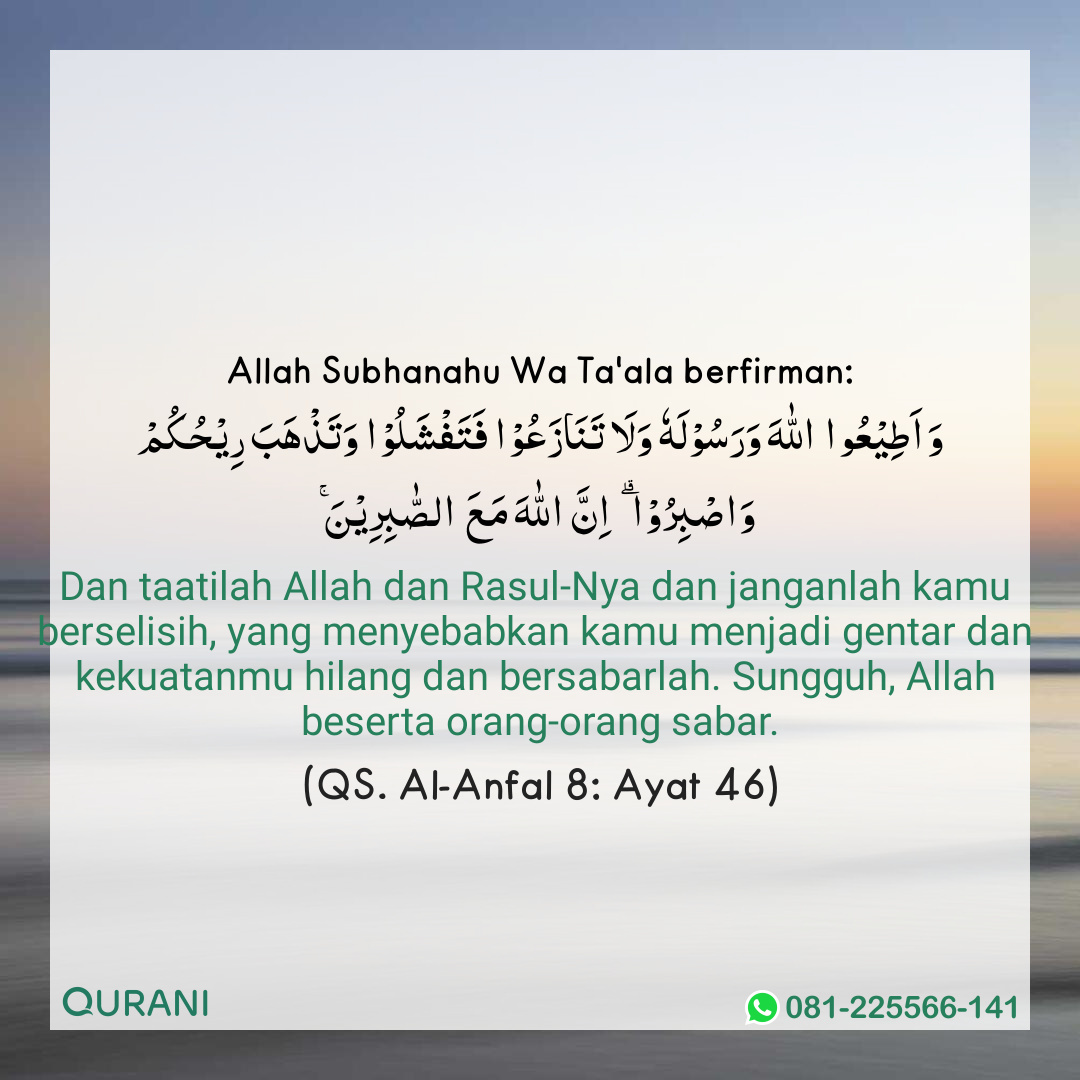 Allah Subhanahu Wa Ta'ala berfirman:
وَاَطِيْعُوا اللّٰهَ وَرَسُوْلَهٗ وَلَا تَنَازَعُوْا فَتَفْشَلُوْا وَتَذْهَبَ رِيْحُكُمْ
وَاصْبِرُوْاۗ اِنَّ اللّٰهَ مَعَ الصّٰبِرِيْنَۚ
Dan taatilah Allah dan Rasul-Nya dan janganlah kamu
berselisih, yang menyebabkan kamu menjadi gentar dan
kekuatanmu hilang dan bersabarlah. Sungguh, Allah
beserta orang-orang sabar.
(QS. Al-Anfal 8: Ayat 46)
QURANI
081-225566-141